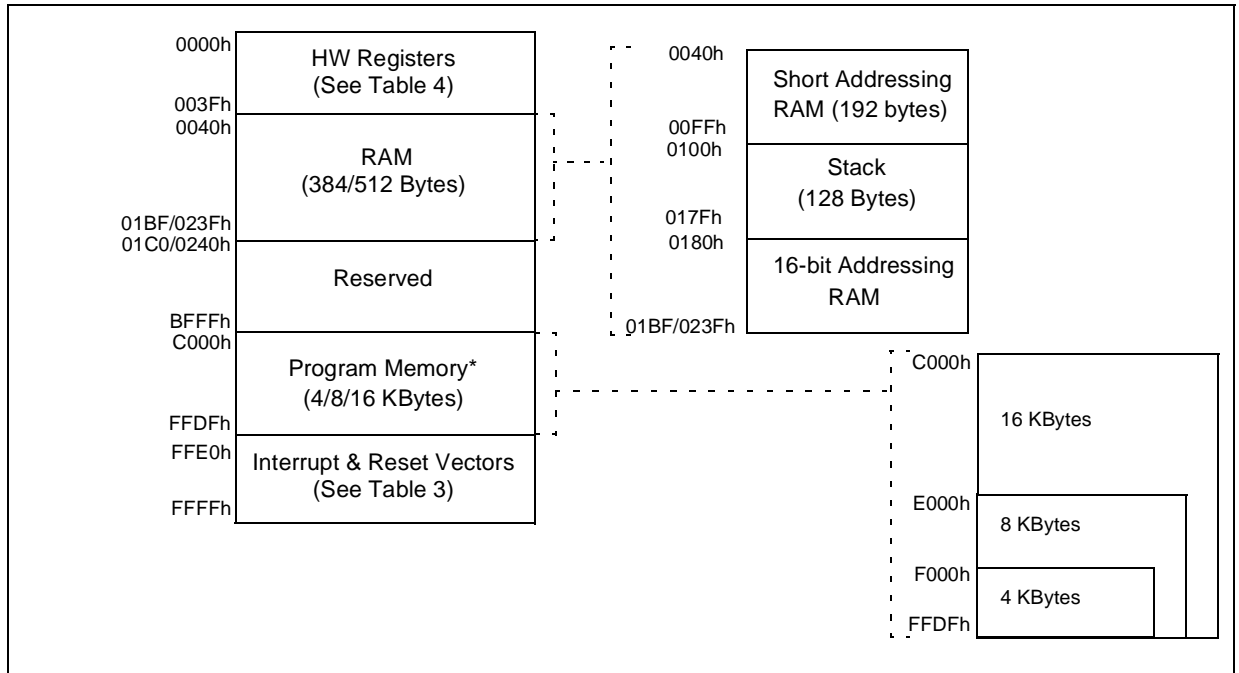 0000h
HW Registers
(See Table 4)
003Fh
0040h
RAM
(384/512 Bytes)
01BF/023Fh
01C0/0240h
Reserved
BFFFh
C000h
Program Memory*
(4/8/16 KBytes)
FFDFh
FFE0h
Interrupt & Reset Vectors
(See Table 3)
FFFFh
0040h
Short Addressing
RAM (192 bytes)
00FFh
0100h
Stack
(128 Bytes)
017Fh
0180h
16-bit Addressing
RAM
01BF/023Fh
C000h
16 KBytes
E000h
8 KBytes
F000h
4 KBytes
FFDFh